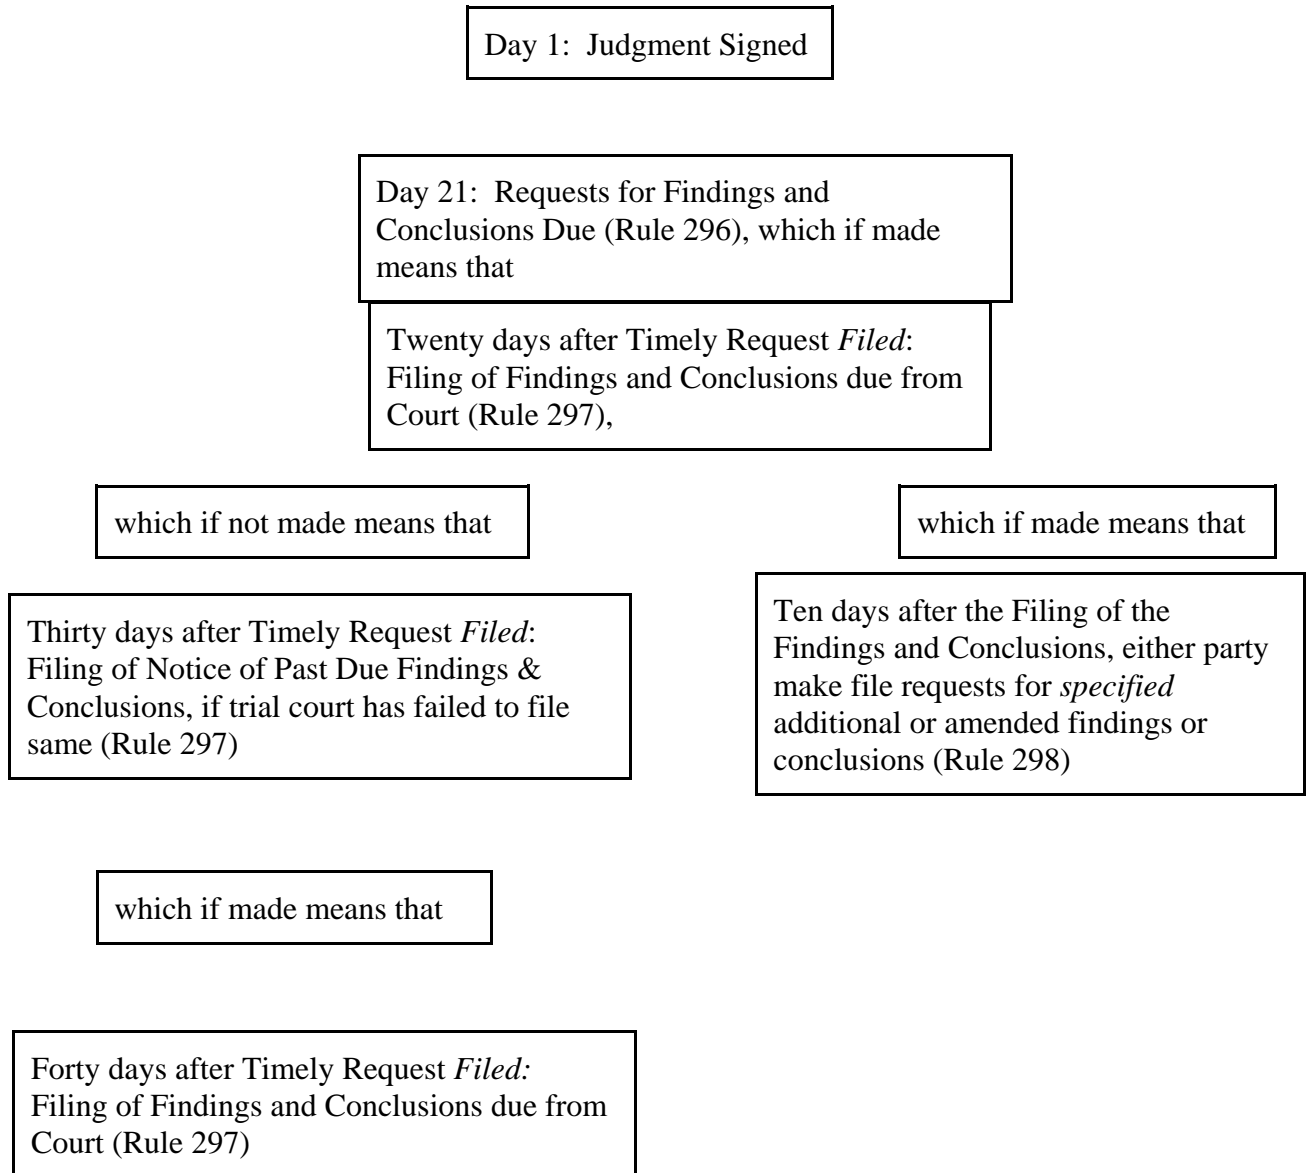 Day 1:  Judgment Signed
Day 21:  Requests for Findings and
Conclusions Due (Rule 296), which if made
means that
Twenty days after Timely Request Filed:
Filing of Findings and Conclusions due from
Court (Rule 297),
which if not made means that
which if made means that
Thirty days after Timely Request Filed:
Filing of Notice of Past Due Findings &
Conclusions, if trial court has failed to file
same (Rule 297)
Ten days after the Filing of the
Findings and Conclusions, either party
make file requests for specified
additional or amended findings or
conclusions (Rule 298)
which if made means that
Forty days after Timely Request Filed:
Filing of Findings and Conclusions due from
Court (Rule 297)